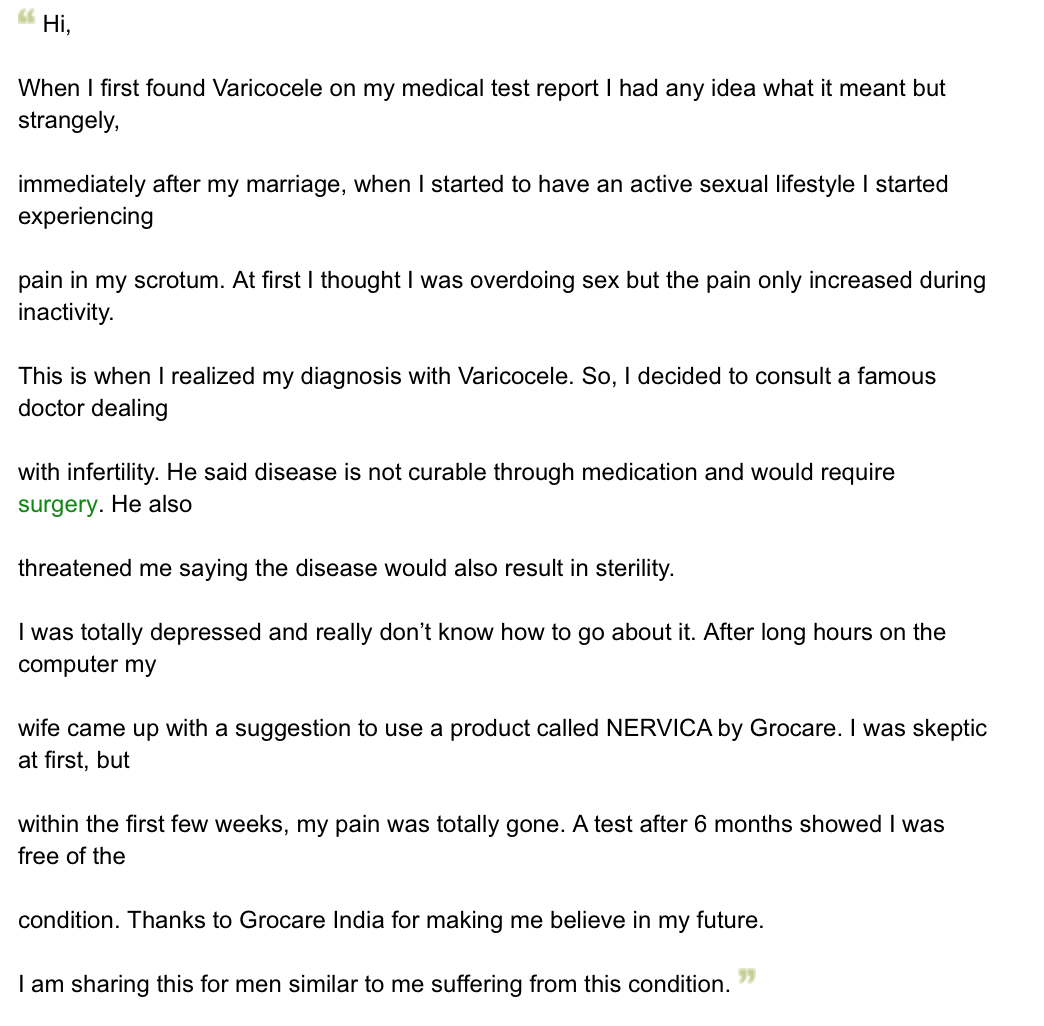 “ Hi,
When I first found Varicocele on my medical test report I had any idea what it meant but
strangely,
immediately after my marriage, when I started to have an active sexual lifestyle I started
experiencing
pain in my scrotum. At first I thought I was overdoing sex but the pain only increased during
inactivity.
This is when I realized my diagnosis with Varicocele. So, I decided to consult a famous
doctor dealing
with infertility. He said disease is not curable through medication and would require
surgery. He also
threatened me saying the disease would also result in sterility.
I was totally depressed and really don’t know how to go about it. After long hours on the
computer my
wife came up with a suggestion to use a product called NERVICA by Grocare. I was skeptic
at first, but
within the first few weeks, my pain was totally gone. A test after 6 months showed I was
free of the
condition. Thanks to Grocare India for making me believe in my future.
I am sharing this for men similar to me suffering from this condition. ”